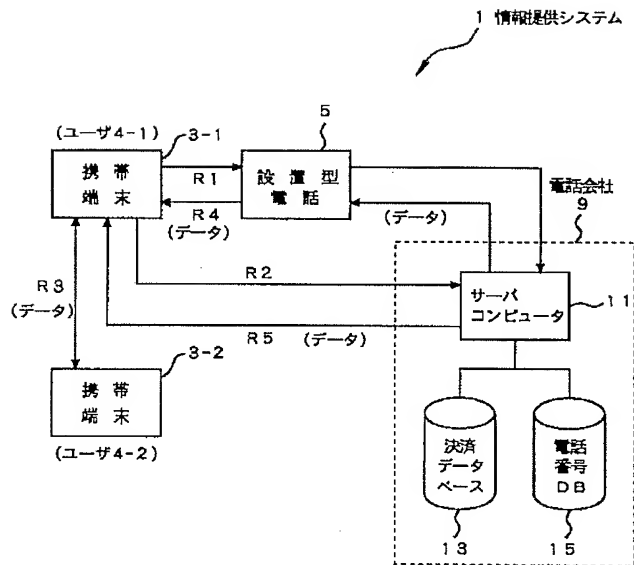 1 情報提供システム
(ユーザ4-1)
3-1
携帯
端末
R1
R4
(データ)
5
設置型
電話
(データ)
電話会社
9
R2
R3
(データ)
R5
(データ)
サーバ
コンピュータ
11
3-2
携帯
端末
(ユーザ4-2)
決済
データ
ベース
電話
番号
DB
13
15